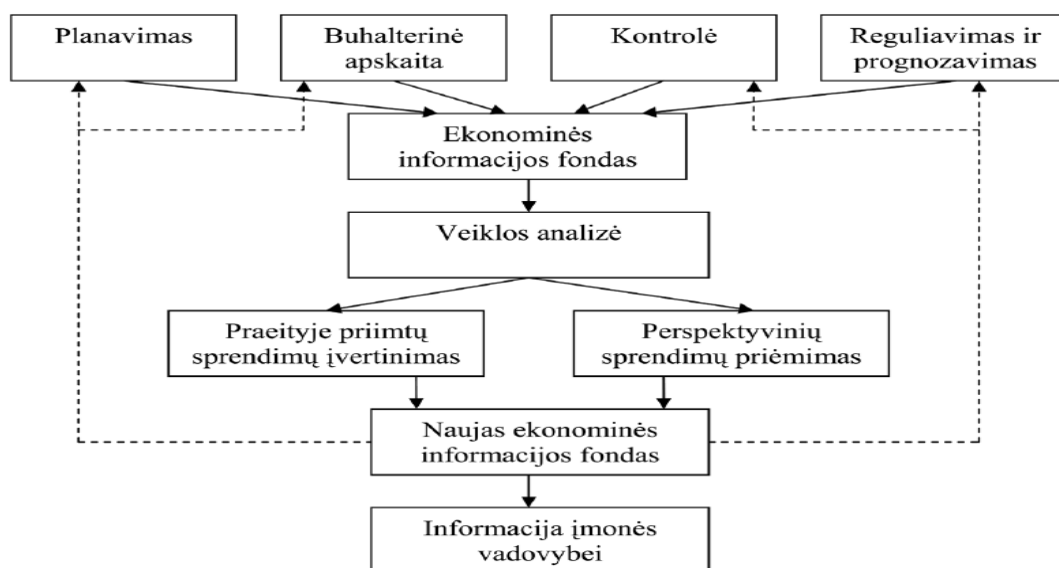 Planavimas
Buhalterinė
apskaita
Kontrolė
Reguliavimas ir
prognozavimas
Ekonominės
informacijos fondas
Veiklos analizė
Praeityje priimtų
sprendimų įvertinimas
Perspektyvinių
sprendimų priėmimas
Naujas ekonominės
informacijos fondas
Informacija įmonės
vadovybei